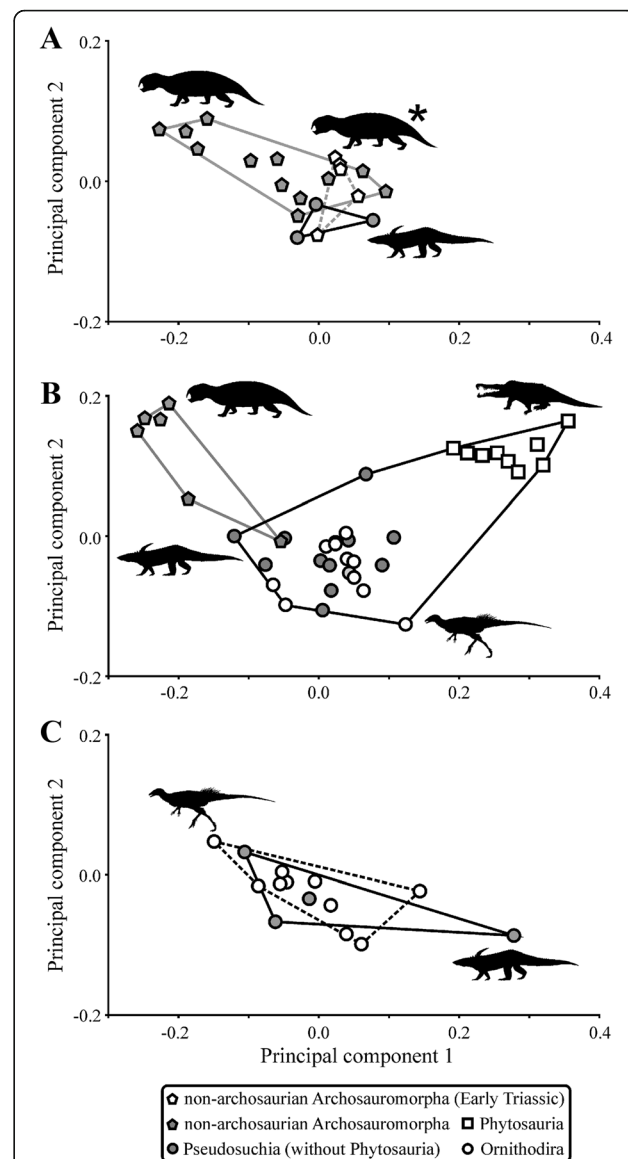 A
0.2
Principal component 2
*
0.0
-0.2
-0.2 0.0 0.2 0.4
B
0.2
Principal component 2
0.0
-0.2
-0.2 0.0 0.2 0.4
C
0.2
Principal component 2
0.0
-0.2
-0.2 0.0 0.2 0.4
Principal component 1
non-archosaurian Archosauromorpha (Early Triassic)
non-archosaurian Archosauromorpha Phytosauria
Pseudosuchia (without Phytosauria) Ornithodira